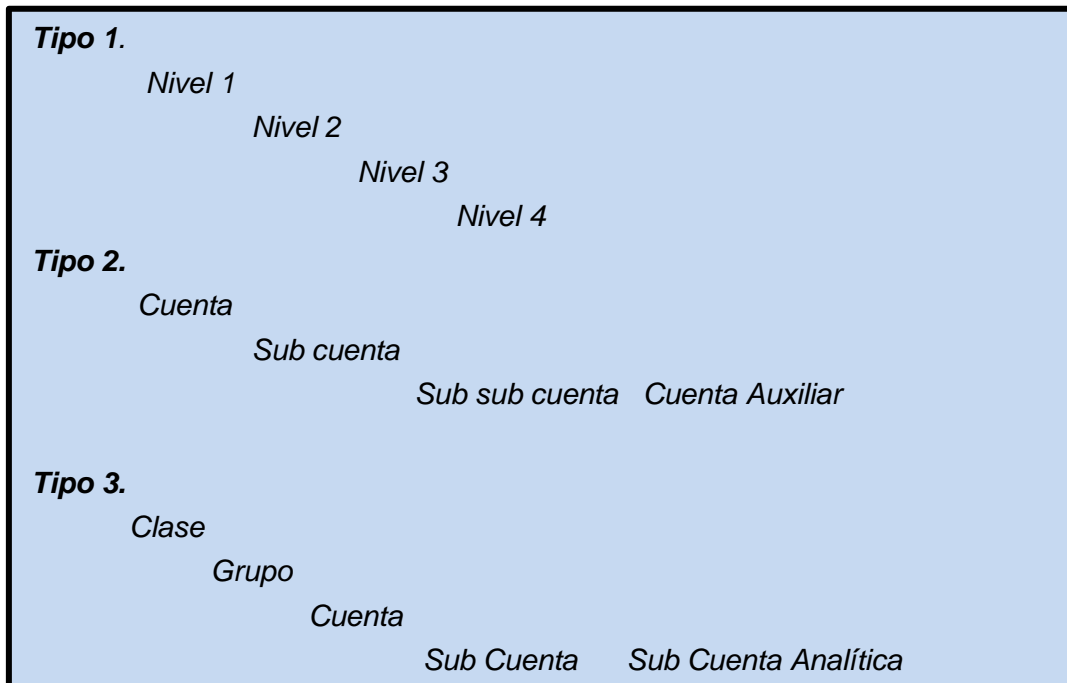 Tipo 1.
Nivel 1
Nivel 2
Nivel 3
Nivel 4
Tipo 2.
Cuenta
Sub cuenta
Sub sub cuenta Cuenta Auxiliar
Tipo 3.
Clase
Grupo
Cuenta
Sub Cuenta Sub Cuenta Analítica